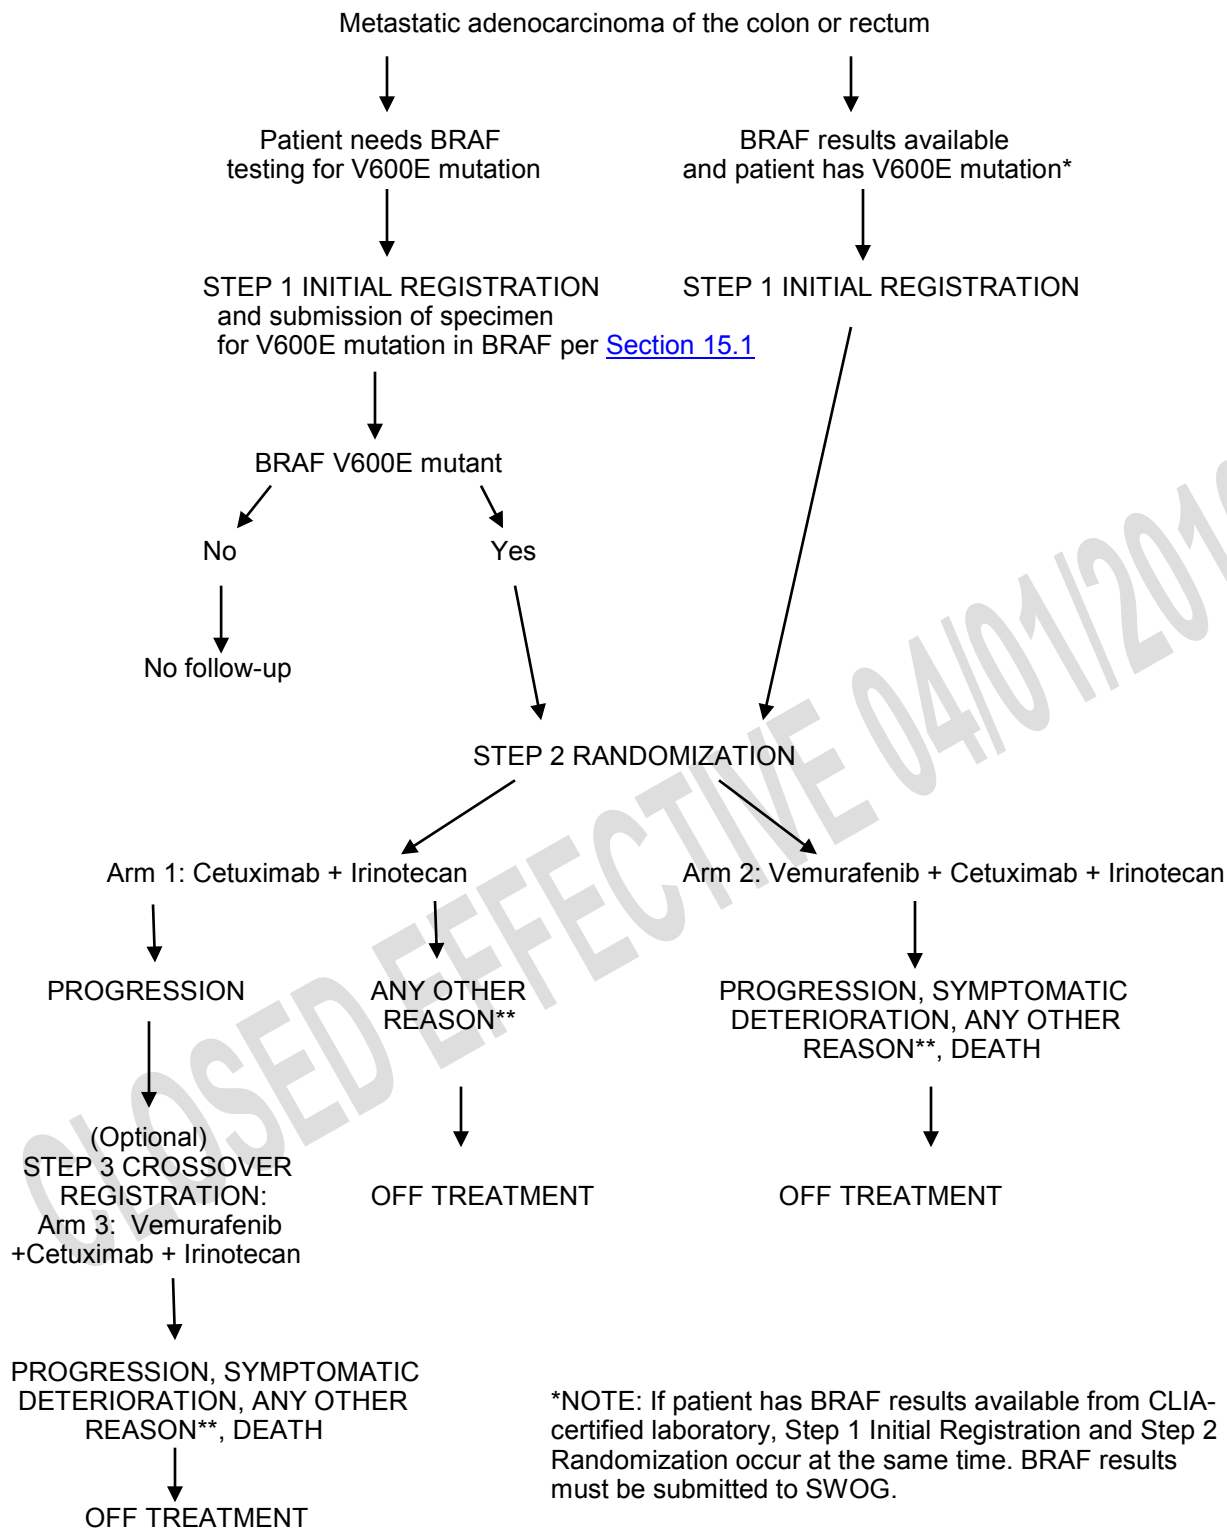 Metastatic adenocarcinoma of the colon or rectum
Patient needs BRAF
testing for V600E mutation
BRAF results available
and patient has V600E mutation*
STEP 1 INITIAL REGISTRATION
and submission of specimen
for V600E mutation in BRAF per Section 15.1
STEP 1 INITIAL REGISTRATION
BRAF V600E mutant
No
Yes
No follow-up
STEP 2 RANDOMIZATION
Arm 1: Cetuximab + Irinotecan
Arm 2: Vemurafenib + Cetuximab + Irinotecan
PROGRESSION
ANY OTHER
REASON**
PROGRESSION, SYMPTOMATIC
DETERIORATION, ANY OTHER
REASON**, DEATH
(Optional)
STEP 3 CROSSOVER
REGISTRATION:
Arm 3: Vemurafenib
+Cetuximab + Irinotecan
OFF TREATMENT
OFF TREATMENT
PROGRESSION, SYMPTOMATIC
DETERIORATION, ANY OTHER
REASON**, DEATH
OFF TREATMENT
*NOTE: If patient has BRAF results available from CLIA-
certified laboratory, Step 1 Initial Registration and Step 2
Randomization occur at the same time. BRAF results
must be submitted to SWOG.
CLOSED EFFECTIVE